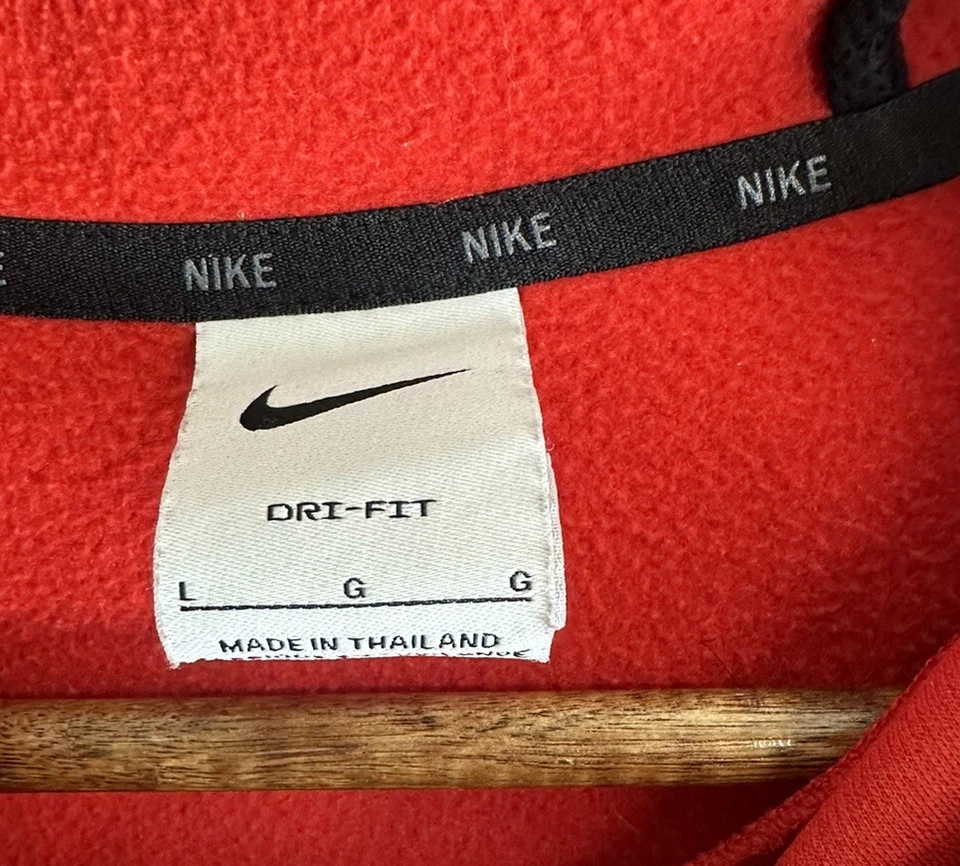 NIKE NIKE NIKE
DRI-FIT
L G G
MADE IN THAILAND